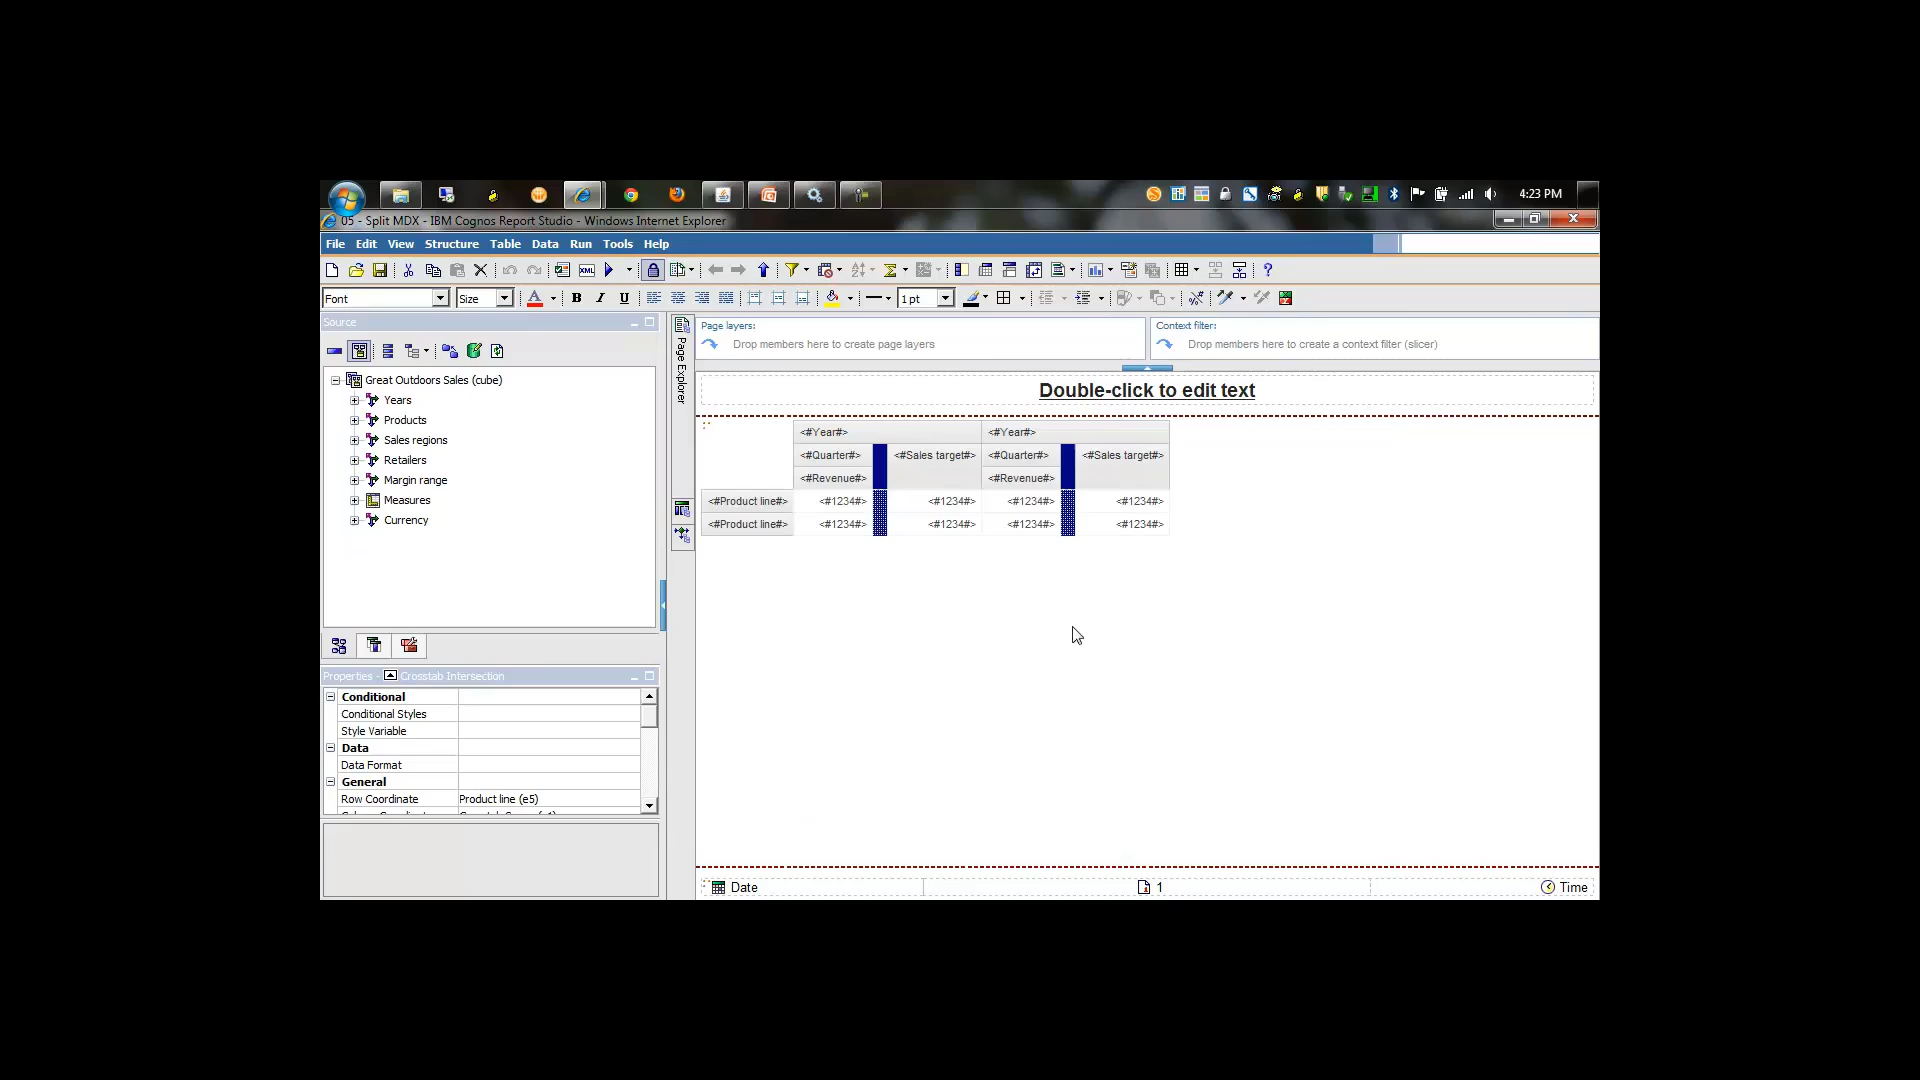 4:23 PM
05 - Split MDX - IBM Cognos Report Studio - Windows Internet Explorer
File Edit View Structure Table Data Run Tools Help
Font Size B I U 1 pt
Source
Page layers:
Drop members here to create page layers
Context filter:
Drop members here to create a context filter (slicer)
Page Explorer
Great Outdoors Sales (cube)
Years
Products
Sales regions
Retailers
Margin range
Measures
Currency
Double-click to edit text
<#Year#> <#Year#>
<#Quarter#> <#Sales target#> <#Quarter#> <#Sales target#>
<#Revenue#> <#Revenue#>
<#Product line#> <#1234#> <#1234#> <#1234#> <#1234#>
<#Product line#> <#1234#> <#1234#> <#1234#> <#1234#>
Properties - Crosstab Intersection
Conditional
Conditional Styles
Style Variable
Data
Data Format
General
Row Coordinate Product line (e5)
Date 1 Time